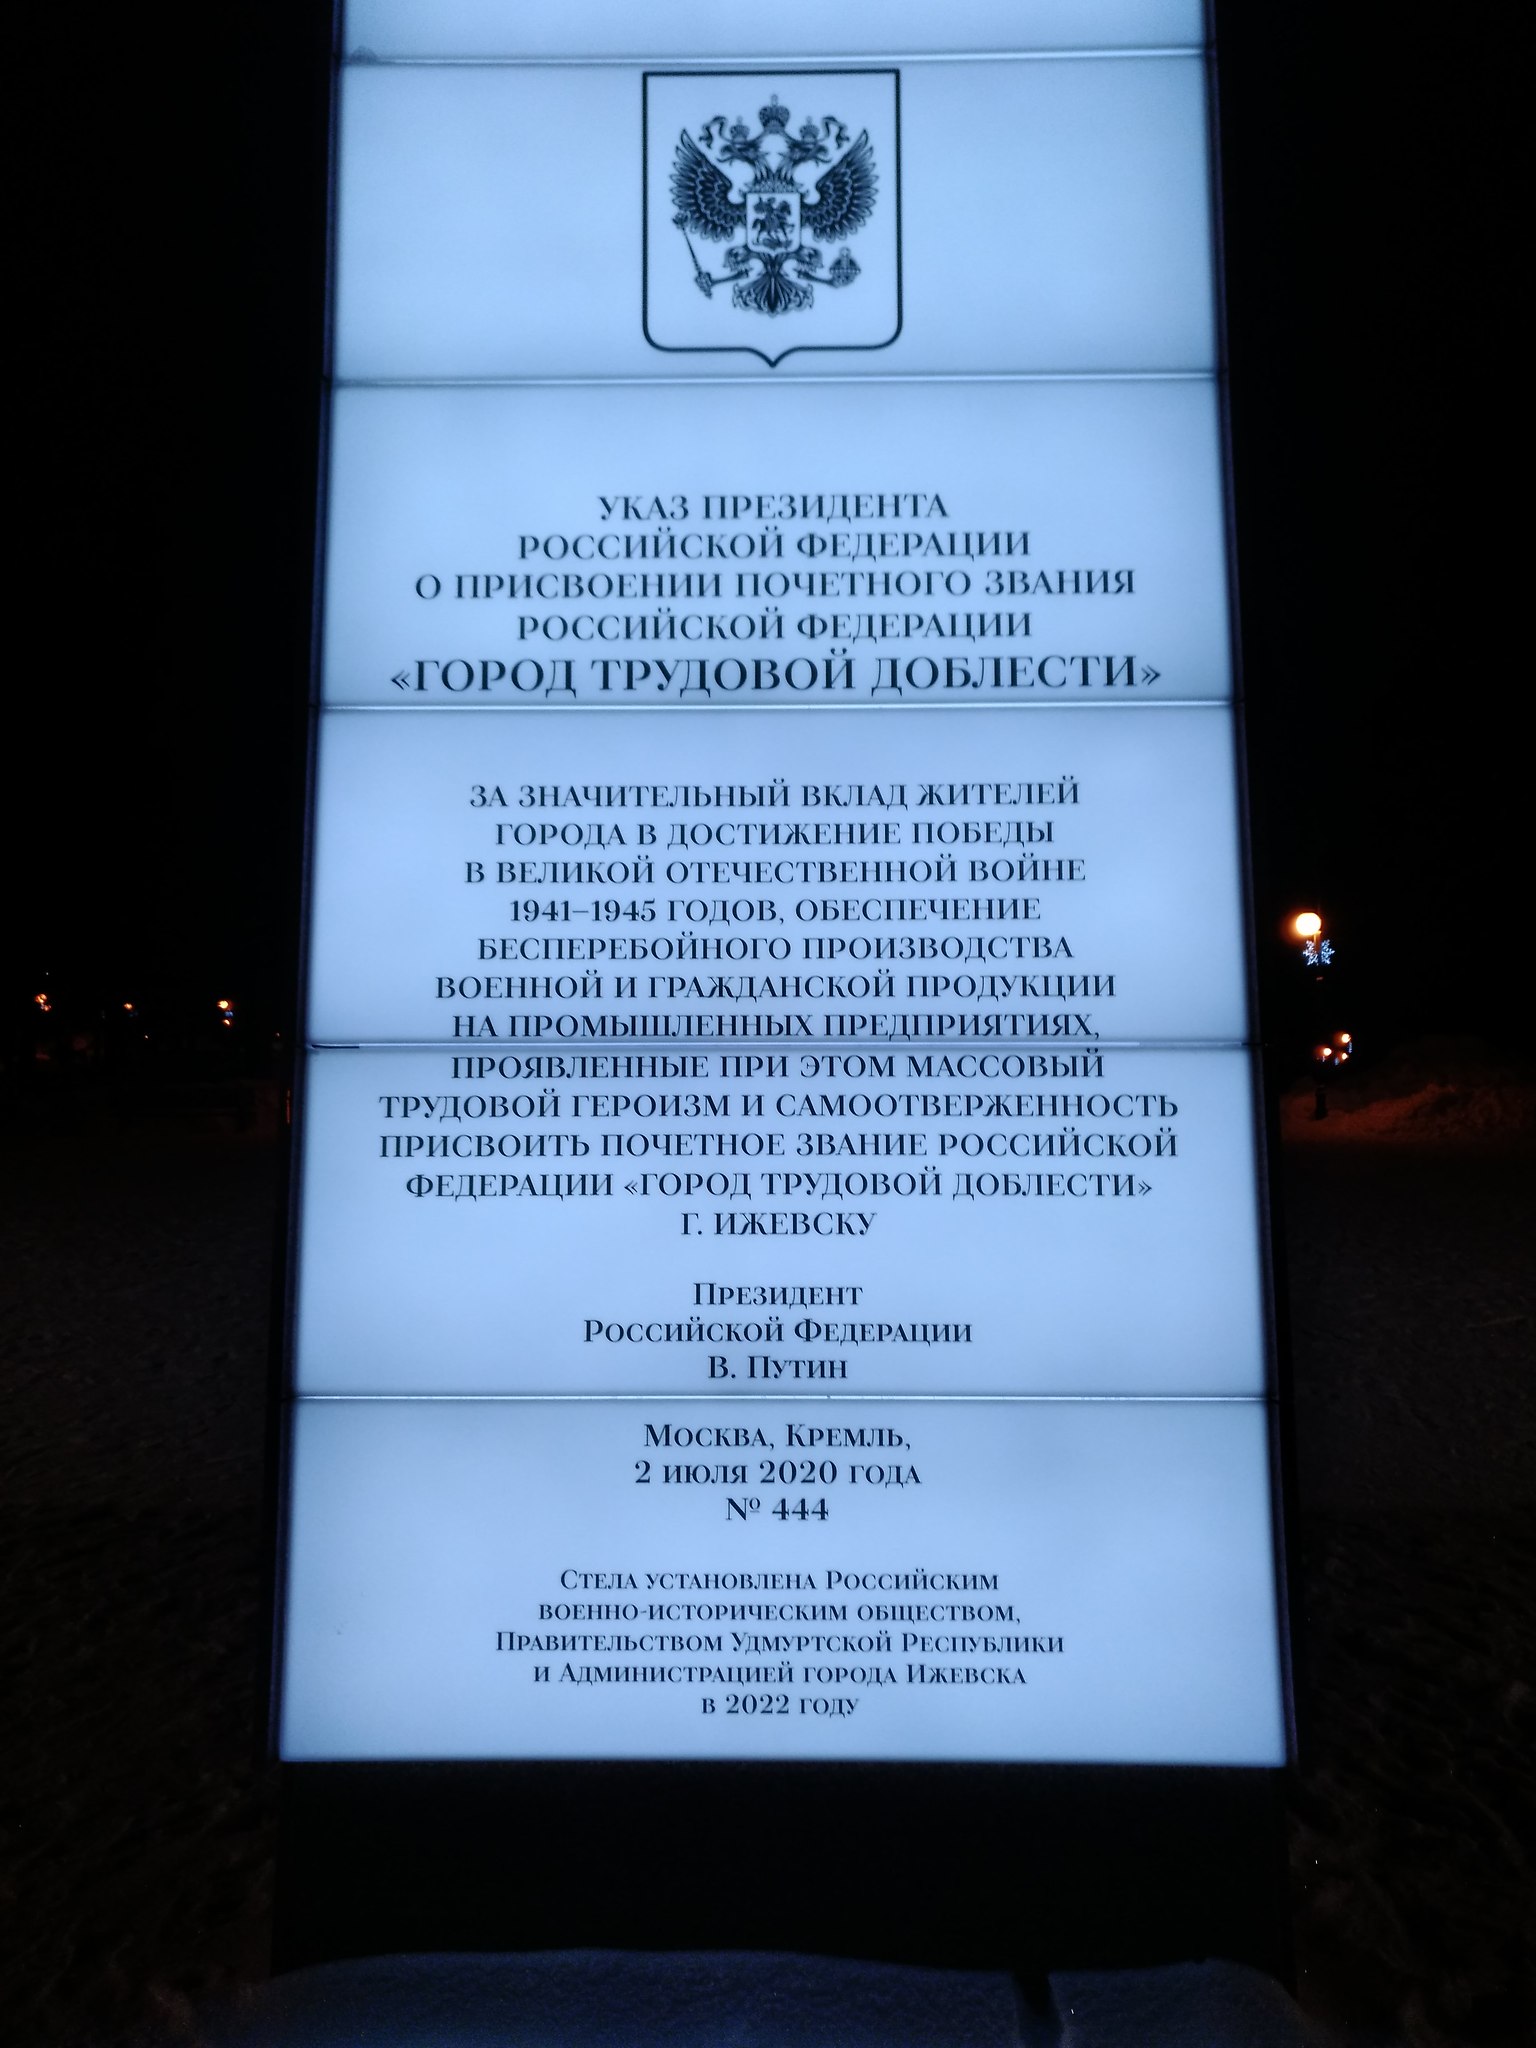 УКАЗ ПРЕЗИДЕНТА
РОССИЙСКОЙ ФЕДЕРАЦИИ
О ПРИСВОЕНИИ ПОЧЕТНОГО ЗВАНИЯ
РОССИЙСКОЙ ФЕДЕРАЦИИ
«ГОРОД ТРУДОВОЙ ДОБЛЕСТИ»
ЗА ЗНАЧИТЕЛЬНЫЙ ВКЛАД ЖИТЕЛЕЙ
ГОРОДА В ДОСТИЖЕНИЕ ПОБЕДЫ
В ВЕЛИКОЙ ОТЕЧЕСТВЕННОЙ ВОЙНЕ
1941–1945 ГОДОВ, ОБЕСПЕЧЕНИЕ
БЕСПЕРЕБОЙНОГО ПРОИЗВОДСТВА
ВОЕННОЙ И ГРАЖДАНСКОЙ ПРОДУКЦИИ
НА ПРОМЫШЛЕННЫХ ПРЕДПРИЯТИЯХ,
ПРОЯВЛЕННЫЕ ПРИ ЭТОМ МАССОВЫЙ
ТРУДОВОЙ ГЕРОИЗМ И САМООТВЕРЖЕННОСТЬ
ПРИСВОИТЬ ПОЧЕТНОЕ ЗВАНИЕ РОССИЙСКОЙ
ФЕДЕРАЦИИ «ГОРОД ТРУДОВОЙ ДОБЛЕСТИ»
Г. ИЖЕВСКУ
Президент
Российской Федерации
В. Путин
Москва, Кремль,
2 июля 2020 года
№ 444
Стела установлена Российским
военно-историческим обществом,
Правительством Удмуртской Республики
и Администрацией города Ижевска
в 2022 году